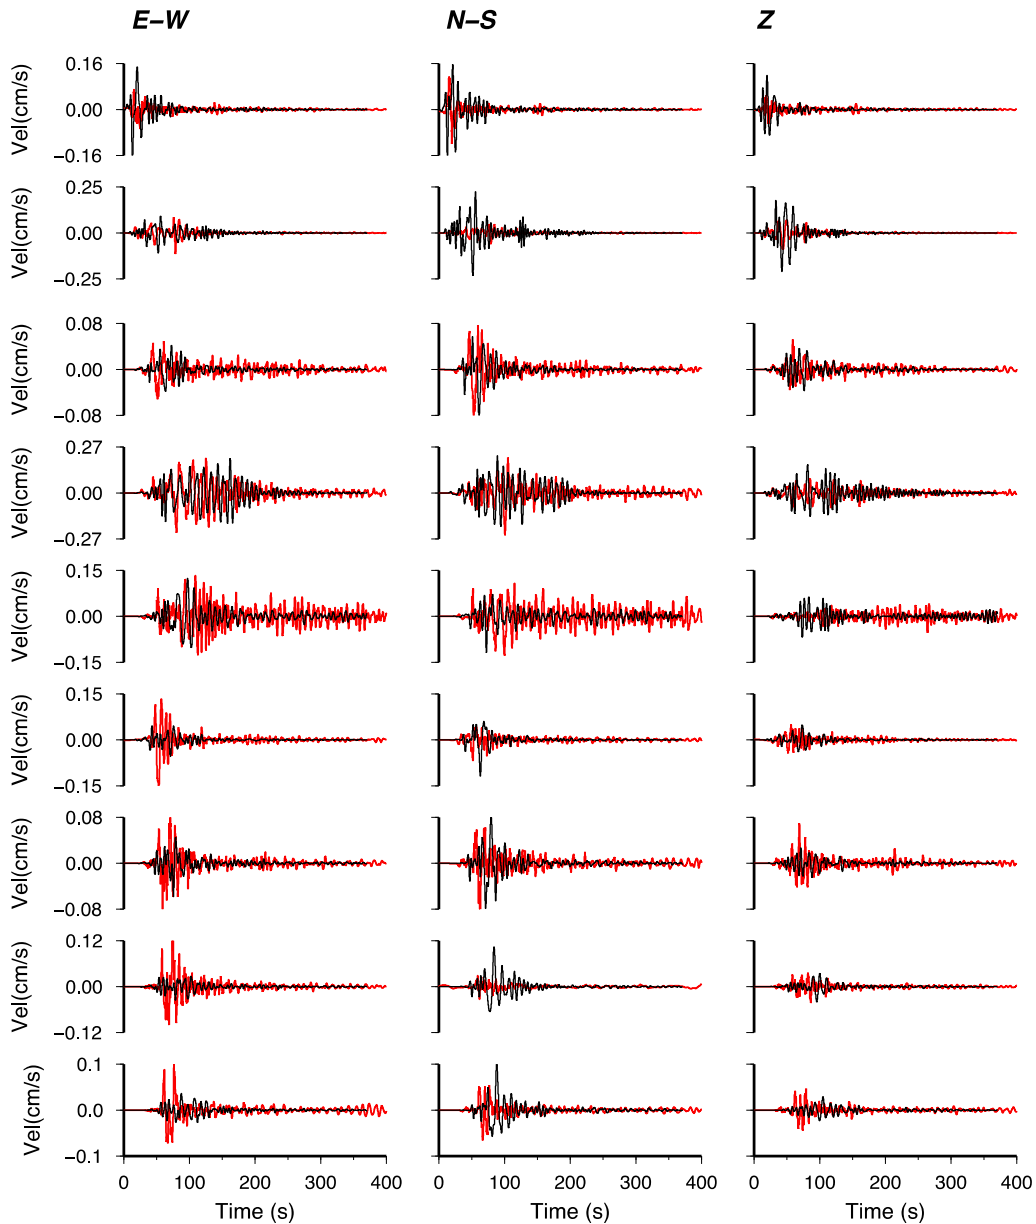 E–W N–S Z
Vel(cm/s) 0.16
0.00
−0.16
Vel(cm/s) 0.25
0.00
−0.25
Vel(cm/s) 0.08
0.00
−0.08
Vel(cm/s) 0.27
0.00
−0.27
Vel(cm/s) 0.15
0.00
−0.15
Vel(cm/s) 0.15
0.00
−0.15
Vel(cm/s) 0.08
0.00
−0.08
Vel(cm/s) 0.12
0.00
−0.12
Vel(cm/s) 0.1
0.0
−0.1
0 100 200 300 400 0 100 200 300 400 0 100 200 300 400
Time (s) Time (s) Time (s)